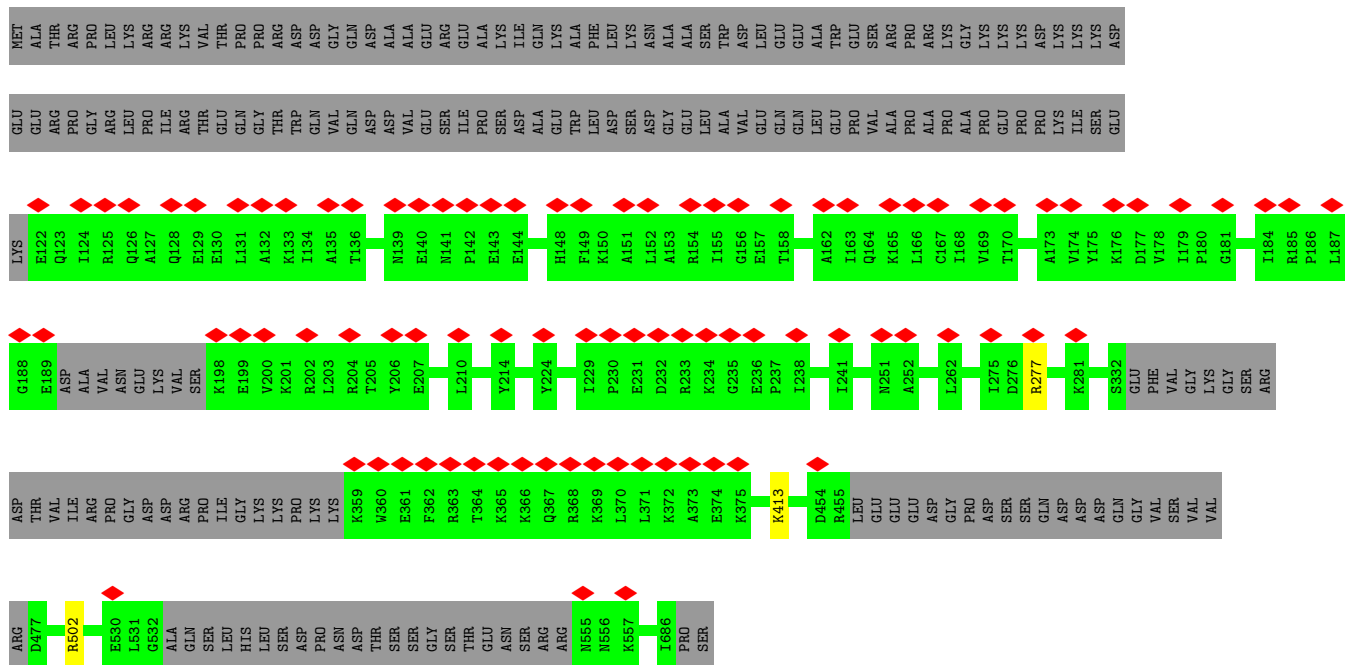 MET ALA THR ARG PRO LEU LYS ARG ARG LYS VAL THR PRO PRO ARG ASP ASP GLY GLN ASP ALA ALA GLU ARG GLU ALA LYS ILE GLN LYS ALA PHE LEU LYS ASN ALA ALA SER TRP ASP LEU GLU GLU ALA TRP GLU SER ARG PRO ARG LYS GLY LYS LYS LYS ASP LYS LYS LYS ASP
GLU GLU ARG PRO GLY ARG LEU PRO ILE ARG THR GLU GLN GLY THR TRP GLN VAL GLN ASP ASP VAL GLU SER ILE PRO SER ASP ALA GLU TRP LEU ASP SER ASP GLY GLU LEU ALA VAL GLU GLN GLN LEU GLU PRO VAL ALA PRO ALA PRO ALA PRO GLU PRO PRO LYS ILE SER GLU
LYS E122 Q123 I124 R125 Q126 A127 Q128 E129 E130 L131 A132 K133 I134 A135 T136 N139 E140 N141 P142 E143 E144 H148 F149 K150 A151 L152 A153 R154 I155 G156 E157 T158 A162 I163 Q164 K165 L166 C167 I168 V169 T170 A173 V174 Y175 K176 D177 V178 I179 P180 G181 I184 R185 P186 L187
G188 E189 ASP ALA VAL ASN GLU LYS VAL SER K198 E199 V200 K201 R202 L203 R204 T205 Y206 E207 L210 Y214 Y224 I229 P230 E231 D232 R233 K234 G235 E236 P237 I238 I241 N251 A252 L262 I275 D276 R277 K281 S332 GLU PHE VAL GLY LYS GLY SER ARG
ASP THR VAL ILE ARG PRO GLY ASP ASP ARG PRO ILE GLY LYS LYS PRO LYS LYS K359 W360 E361 F362 R363 T364 K365 K366 Q367 R368 K369 L370 L371 K372 A373 E374 K375 K413 D454 R455 LEU GLU GLU GLU ASP GLY PRO ASP SER SER GLN ASP ASP ASP GLN GLY VAL SER VAL VAL
ARG D477 R502 E530 L531 G532 ALA GLN SER LEU HIS LEU SER ASP PRO ASN ASP THR SER SER GLY SER THR GLU ASN SER ARG ARG N555 N556 K557 I686 PRO SER